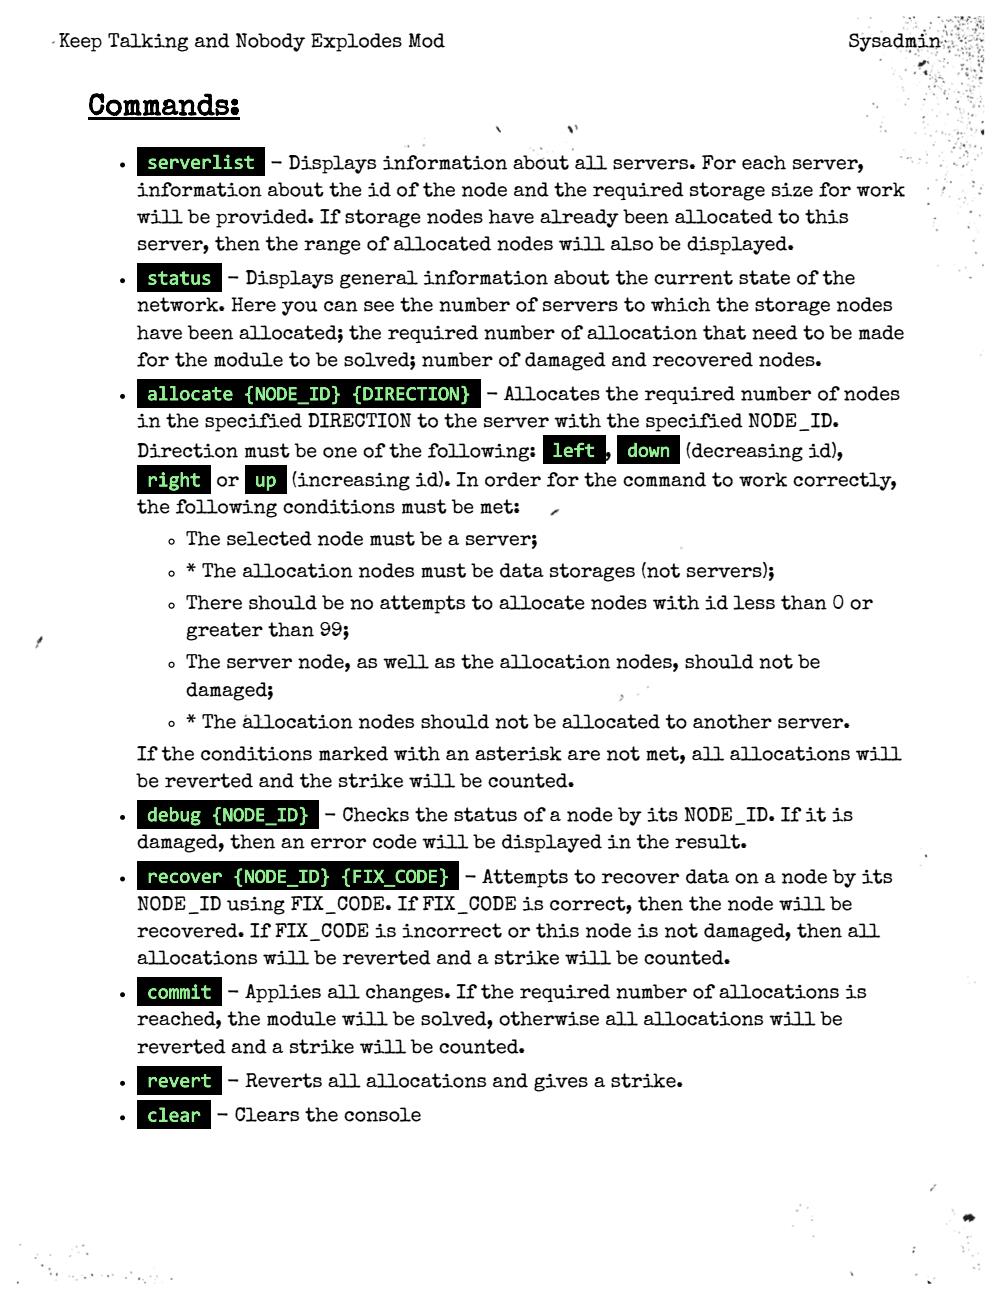 Keep Talking and Nobody Explodes Mod Sysadmin
Commands:
• serverlist – Displays information about all servers. For each server,
information about the id of the node and the required storage size for work
will be provided. If storage nodes have already been allocated to this
server, then the range of allocated nodes will also be displayed.
• status – Displays general information about the current state of the
network. Here you can see the number of servers to which the storage nodes
have been allocated; the required number of allocation that need to be made
for the module to be solved; number of damaged and recovered nodes.
• allocate {NODE_ID} {DIRECTION} – Allocates the required number of nodes
in the specified DIRECTION to the server with the specified NODE_ID.
Direction must be one of the following: left, down (decreasing id),
right or up (increasing id). In order for the command to work correctly,
the following conditions must be met:
◦ The selected node must be a server;
◦ * The allocation nodes must be data storages (not servers);
◦ There should be no attempts to allocate nodes with id less than 0 or
greater than 99;
◦ The server node, as well as the allocation nodes, should not be
damaged;
◦ * The allocation nodes should not be allocated to another server.
If the conditions marked with an asterisk are not met, all allocations will
be reverted and the strike will be counted.
• debug {NODE_ID} – Checks the status of a node by its NODE_ID. If it is
damaged, then an error code will be displayed in the result.
• recover {NODE_ID} {FIX_CODE} – Attempts to recover data on a node by its
NODE_ID using FIX_CODE. If FIX_CODE is correct, then the node will be
recovered. If FIX_CODE is incorrect or this node is not damaged, then all
allocations will be reverted and a strike will be counted.
• commit – Applies all changes. If the required number of allocations is
reached, the module will be solved, otherwise all allocations will be
reverted and a strike will be counted.
• revert – Reverts all allocations and gives a strike.
• clear – Clears the console